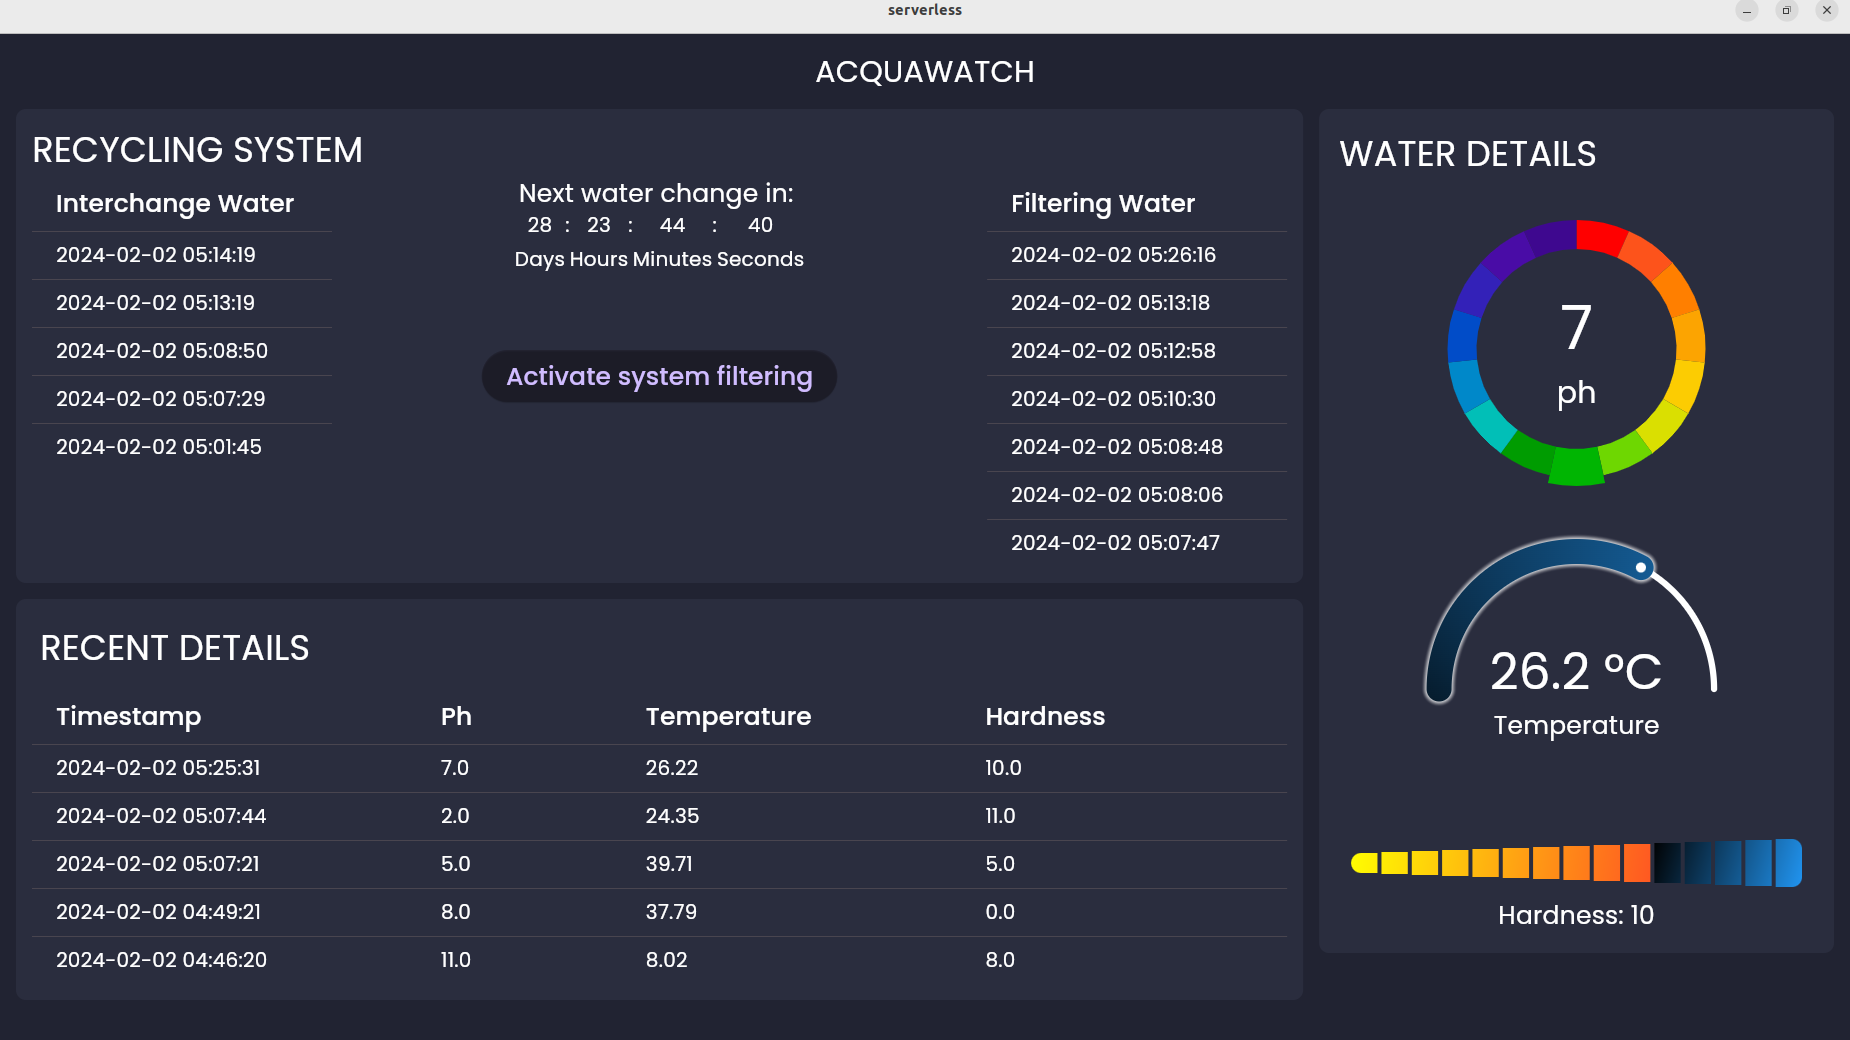 serverless
ACQUAWATCH
RECYCLING SYSTEM
Interchange Water
2024-02-02 05:14:19
2024-02-02 05:13:19
2024-02-02 05:08:50
2024-02-02 05:07:29
2024-02-02 05:01:45
Next water change in:
28 : 23 : 44 : 40
Days Hours Minutes Seconds
Activate system filtering
Filtering Water
2024-02-02 05:26:16
2024-02-02 05:13:18
2024-02-02 05:12:58
2024-02-02 05:10:30
2024-02-02 05:08:48
2024-02-02 05:08:06
2024-02-02 05:07:47
RECENT DETAILS
Timestamp Ph Temperature Hardness
2024-02-02 05:25:31 7.0 26.22 10.0
2024-02-02 05:07:44 2.0 24.35 11.0
2024-02-02 05:07:21 5.0 39.71 5.0
2024-02-02 04:49:21 8.0 37.79 0.0
2024-02-02 04:46:20 11.0 8.02 8.0
WATER DETAILS
7
ph
26.2 °C
Temperature
Hardness: 10